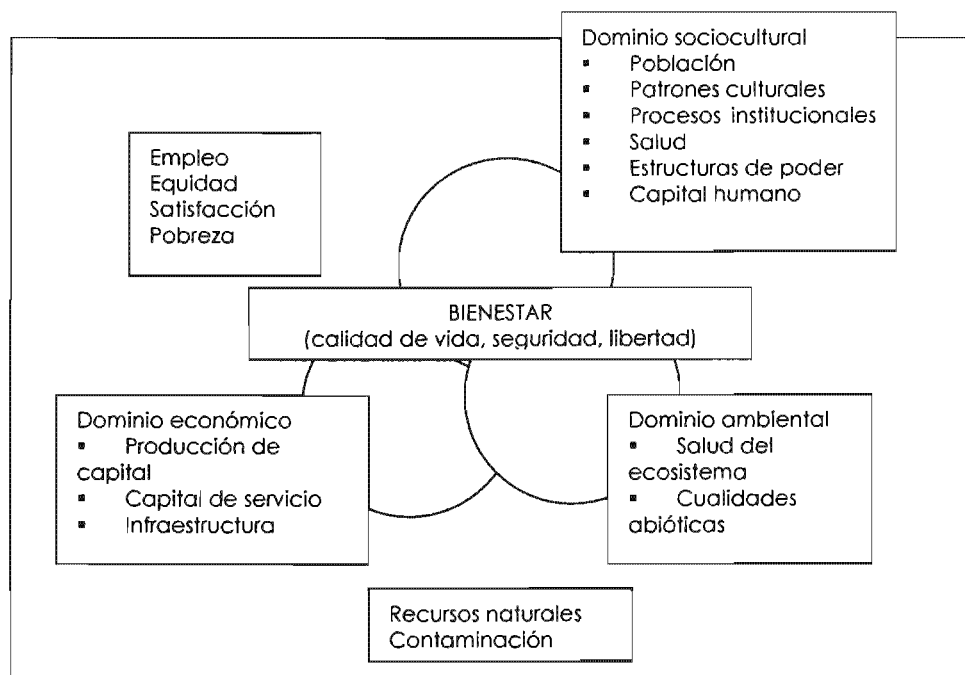 Dominio sociocultural
▪ Población
▪ Patrones culturales
▪ Procesos institucionales
▪ Salud
▪ Estructuras de poder
▪ Capital humano
Empleo
Equidad
Satisfacción
Pobreza
BIENESTAR
(calidad de vida, seguridad, libertad)
Dominio económico
▪ Producción de
capital
▪ Capital de servicio
▪ Infraestructura
Dominio ambiental
▪ Salud del
ecosistema
▪ Cualidades
abióticas
Recursos naturales
Contaminación